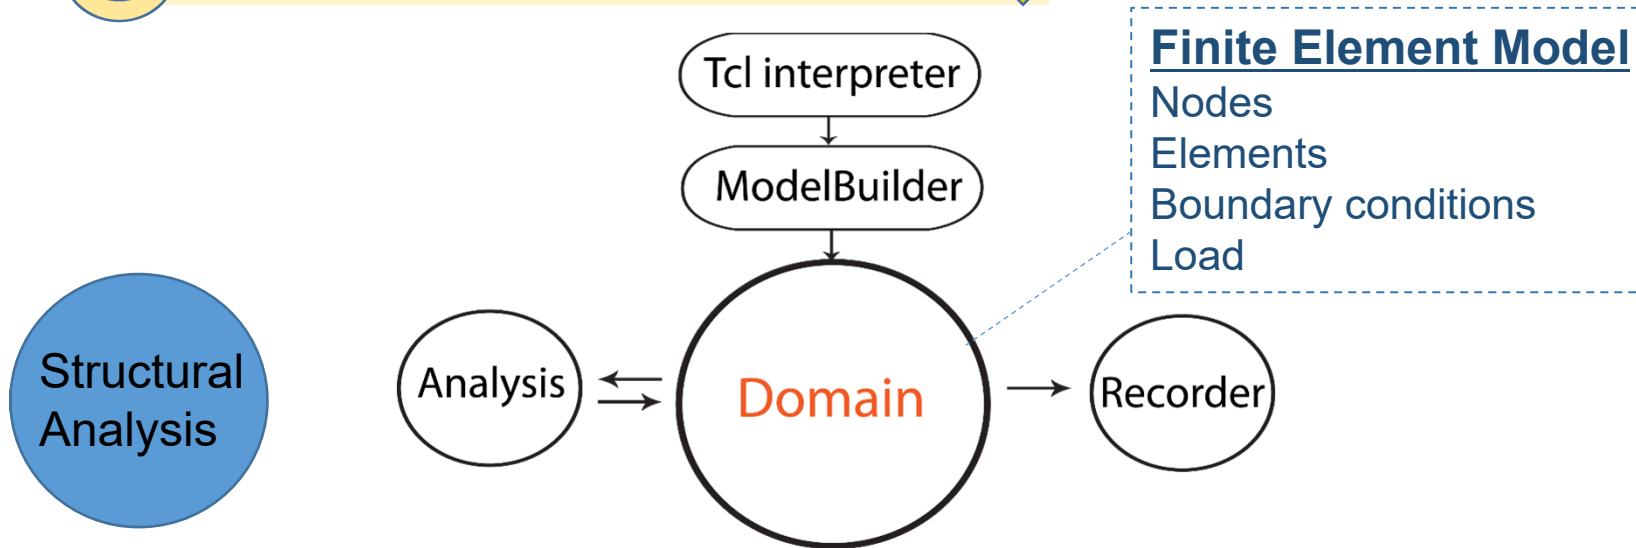 Tcl interpreter
ModelBuilder
Finite Element Model
Nodes
Elements
Boundary conditions
Load
Structural
Analysis
Analysis
Domain
Recorder